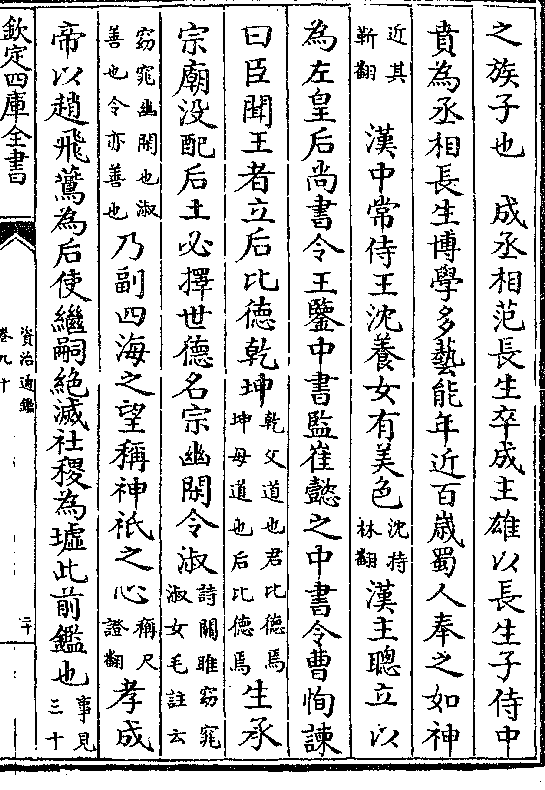 之族子也　成丞相范長生卒成主雄以長生子侍中
賁為丞相長生博學多藝能年近百歲蜀人奉之如神
近其
靳翻
漢中常侍王沈養女有美色沈持
林翻漢主聰立以
為左皇后尚書令王鑒中書監崔懿之中書令曹恂諫
曰臣聞王者立后比德乾坤乾父道也君比德焉
坤母道也后比德焉生承
宗廟没配后土必擇世德名宗幽閑令淑詩關雎窈窕
淑女毛註云
窈窕幽閑也淑
善也令亦善也乃副四海之望稱神祇之心稱尺
證翻孝成
帝以趙飛鷰為后使繼嗣絶滅社稷為墟此前鑑也事見
三十
欽定四庫全書
資治通鑑
卷九十
二十